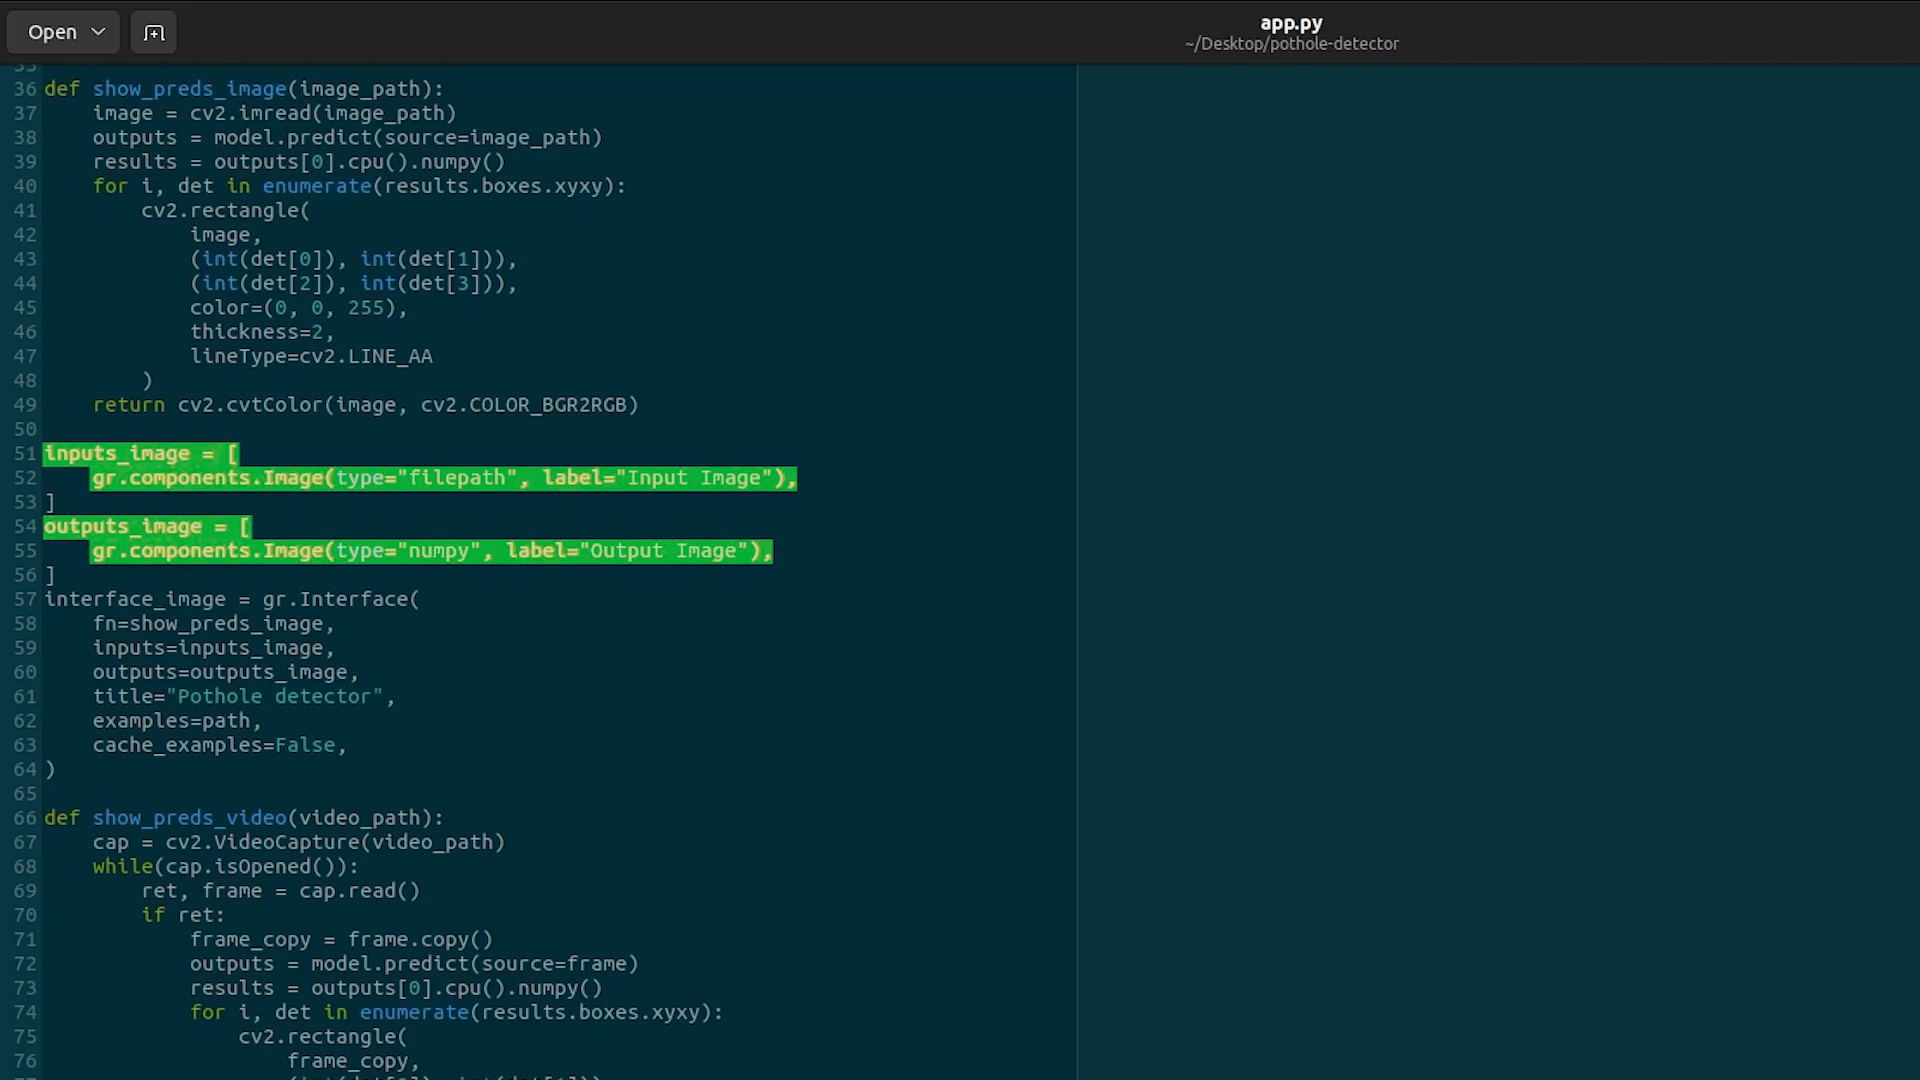 Open
app.py
~/Desktop/pothole-detector
35
36 def show_preds_image(image_path):
37     image = cv2.imread(image_path)
38     outputs = model.predict(source=image_path)
39     results = outputs[0].cpu().numpy()
40     for i, det in enumerate(results.boxes.xyxy):
41         cv2.rectangle(
42             image,
43             (int(det[0]), int(det[1])),
44             (int(det[2]), int(det[3])),
45             color=(0, 0, 255),
46             thickness=2,
47             lineType=cv2.LINE_AA
48         )
49     return cv2.cvtColor(image, cv2.COLOR_BGR2RGB)
50
51 inputs_image = [
52     gr.components.Image(type="filepath", label="Input Image"),
53 ]
54 outputs_image = [
55     gr.components.Image(type="numpy", label="Output Image"),
56 ]
57 interface_image = gr.Interface(
58     fn=show_preds_image,
59     inputs=inputs_image,
60     outputs=outputs_image,
61     title="Pothole detector",
62     examples=path,
63     cache_examples=False,
64 )
65
66 def show_preds_video(video_path):
67     cap = cv2.VideoCapture(video_path)
68     while(cap.isOpened()):
69         ret, frame = cap.read()
70         if ret:
71             frame_copy = frame.copy()
72             outputs = model.predict(source=frame)
73             results = outputs[0].cpu().numpy()
74             for i, det in enumerate(results.boxes.xyxy):
75                 cv2.rectangle(
76                     frame_copy,